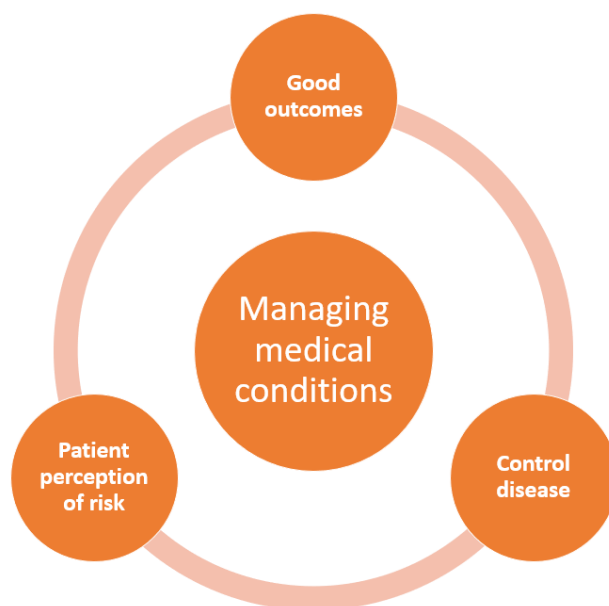 Good
outcomes
Managing
medical
conditions
Patient
perception
of risk
Control
disease